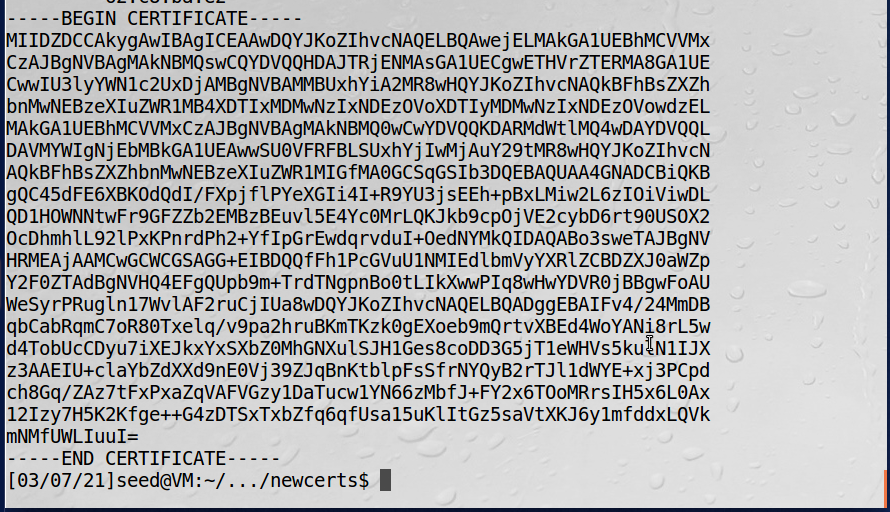 -----BEGIN CERTIFICATE-----
MIIDZDCCAkygAwIBAgICEAAwDQYJKoZIhvcNAQELBQAwejELMAkGA1UEBhMCVVMx
CzAJBgNVBAgMAkNBMQswCQYDVQQHDAJTRjENMAsGA1UECgwETHVrZTERMA8GA1UE
CwwIU3lyYWN1c2UxDjAMBgNVBAMMBUxhYiA2MR8wHQYJKoZIhvcNAQkBFhBsZXZh
bnMwNEBzeXIuZWR1MB4XDTIxMDMwNzIxNDEzOVoXDTIyMDMwNzIxNDEzOVowdzEL
MAkGA1UEBhMCVVMxCzAJBgNVBAgMAkNBMQ0wCwYDVQQKDARMdWtlMQ4wDAYDVQQL
DAVMYWIgNjEbMBkGA1UEAwwSU0VFRFBLSUxhYjIwMjAuY29tMR8wHQYJKoZIhvcN
AQkBFhBsZXZhbnMwNEBzeXIuZWR1MIGfMA0GCSqGSIb3DQEBAQUAA4GNADCBiQKB
gQC45dFE6XBKOdQdI/FXpjflPYeXGIi4I+R9YU3jsEEh+pBxLMiw2L6zIOiViwDL
QD1HOWNNtwFr9GFZZb2EMBzBEuvl5E4Yc0MrLQKJkb9cpOjVE2cybD6rt90USOX2
OcDhmhlL92lPxKPnrdPh2+YfIpGrEwdqrvduI+OedNYMkQIDAQABo3sweTAJBgNV
HRMEAjAAMCwGCWCGSAGG+EIBDQQfFh1PcGVuU1NMIEdlbmVyYXRlZCBDZXJ0aWZp
Y2F0ZTAdBgNVHQ4EFgQUpb9m+TrdTNgpnBo0tLIkXwwPIq8wHwYDVR0jBBgwFoAU
WeSyrPRugln17WvlAF2ruCjIUa8wDQYJKoZIhvcNAQELBQADggEBAIFv4/24MmDB
qbCabRqmC7oR80Txelq/v9pa2hruBKmTKzk0gEXoeb9mQrtvXBEd4WoYANi8rL5w
z3AAEIU+claYbZdXXd9nE0Vj39ZJqBnKtblpFsSfrNYQyB2rTJl1dWYE+xj3PCpd
ch8Gq/ZAz7tFxPxaZqVAFVGzy1DaTucw1YN66zMbfJ+FY2x6TOoMRrsIH5x6L0Ax
12Izy7H5K2Kfge++G4zDTSxTxbZfq6qfUsa15uKlItGz5saVtXKJ6y1mfddxLQVk
mNMfUWLIuuI=
-----END CERTIFICATE-----
[03/07/21]seed@VM:~/.../newcerts$